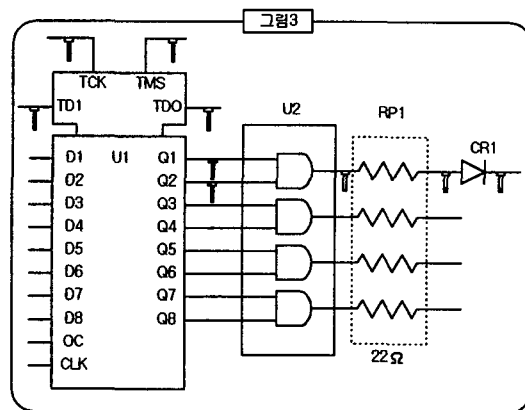 그림3
TCK TMS
TD1 TDO
U2 RP1
CR1
D1 U1 Q1
D2 Q2
D3 Q3
D4 Q4
D5 Q5
D6 Q6
D7 Q7
D8 Q8
OC
CLK
22Ω